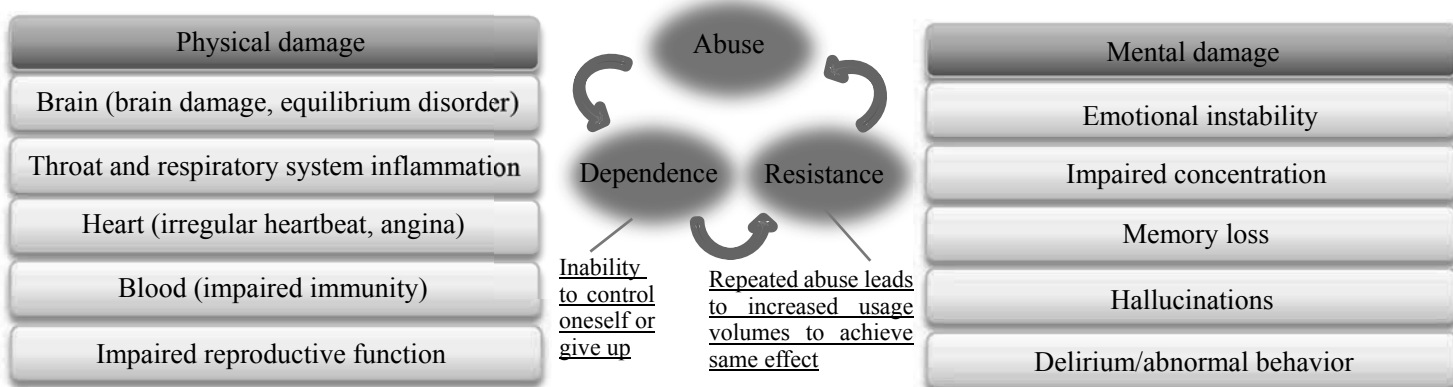 Physical damage
Brain (brain damage, equilibrium disorder)
Throat and respiratory system inflammation
Heart (irregular heartbeat, angina)
Blood (impaired immunity)
Impaired reproductive function
Abuse
Dependence
Resistance
Inability
to control
oneself or
give up
Repeated abuse leads
to increased usage
volumes to achieve
same effect
Mental damage
Emotional instability
Impaired concentration
Memory loss
Hallucinations
Delirium/abnormal behavior